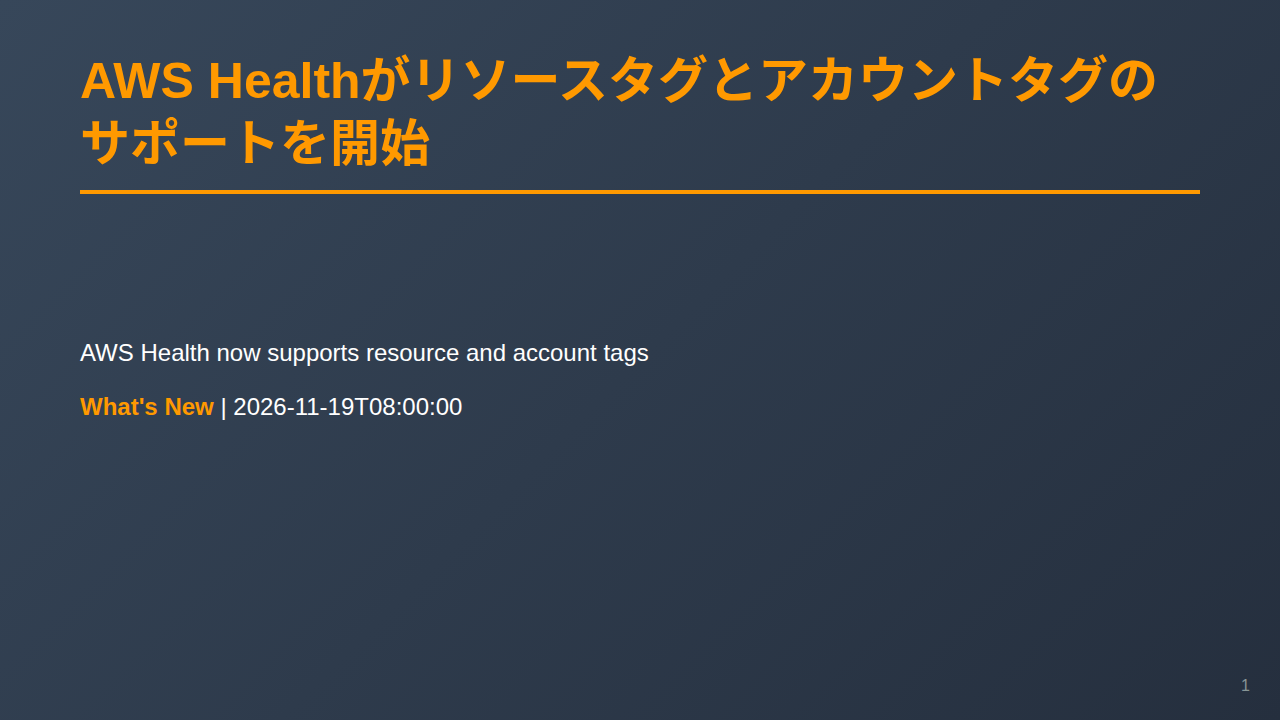 AWS Healthがリソースタグとアカウントタグの
サポートを開始
AWS Health now supports resource and account tags
What's New | 2026-11-19T08:00:00
1